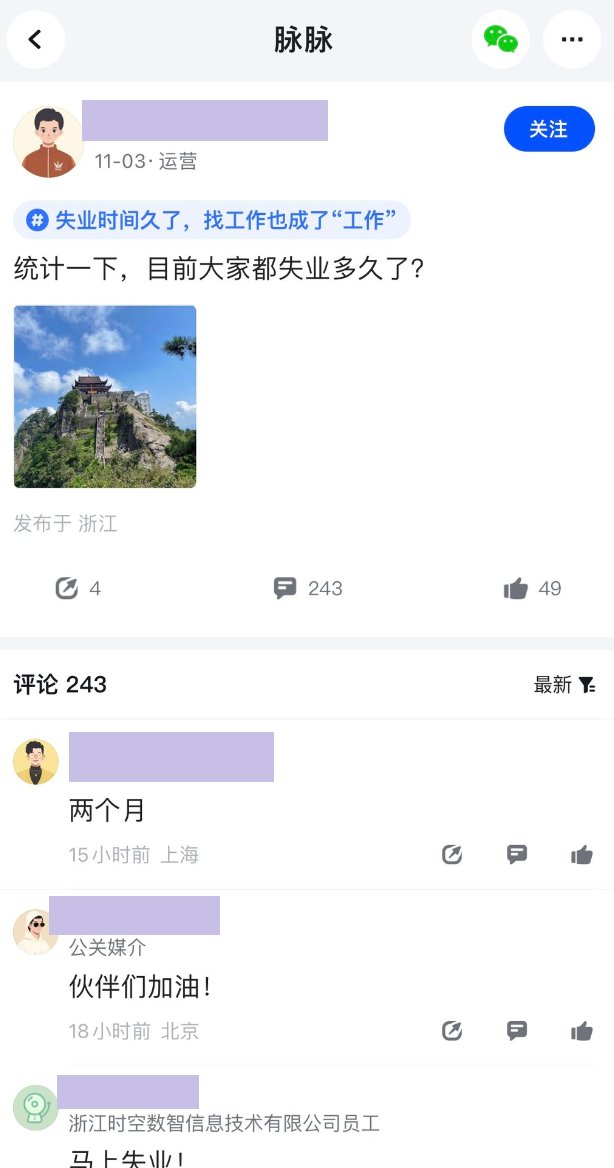 脉脉
关注
11-03 · 运营
失业时间久了，找工作也成了“工作”
统计一下，目前大家都失业多久了？
发布于 浙江
4
243
49
评论 243
最新
两个月
15小时前 上海
公关媒介
伙伴们加油！
18小时前 北京
浙江时空数智信息技术有限公司员工
马上失业！